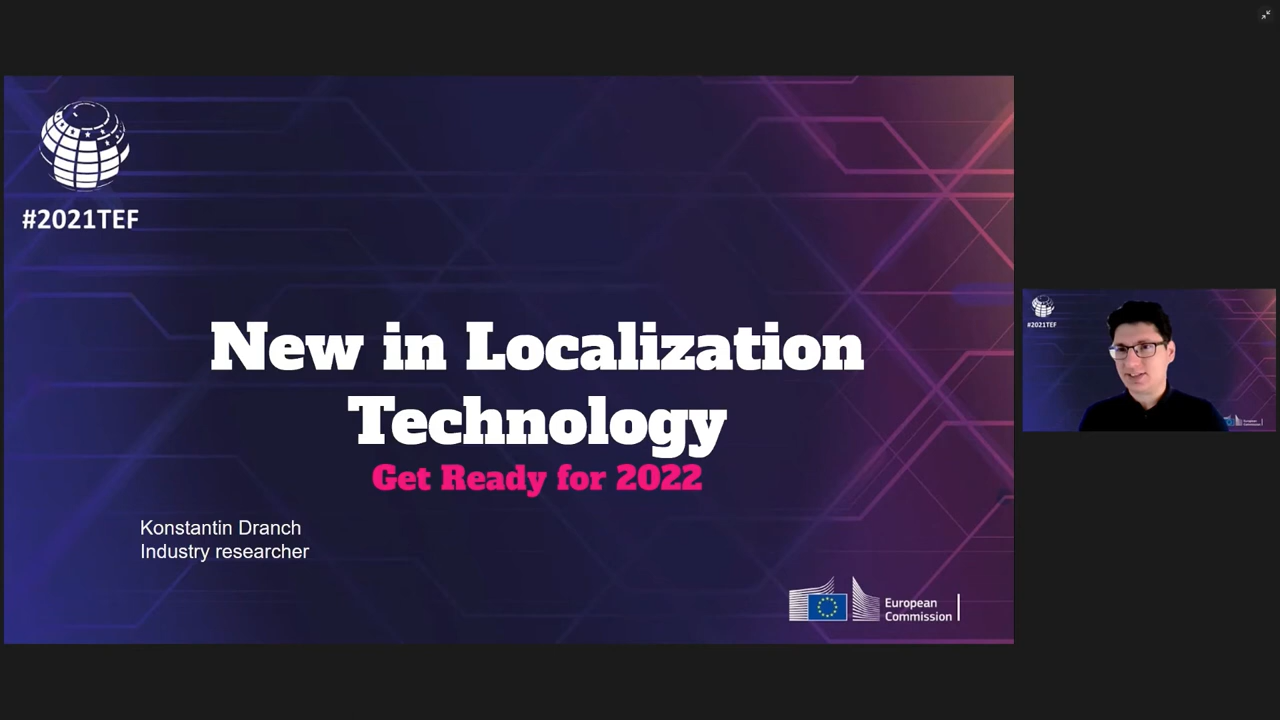 #2021TEF
New in Localization
Technology
Get Ready for 2022
Konstantin Dranch
Industry researcher
European
Commission
#2021TEF